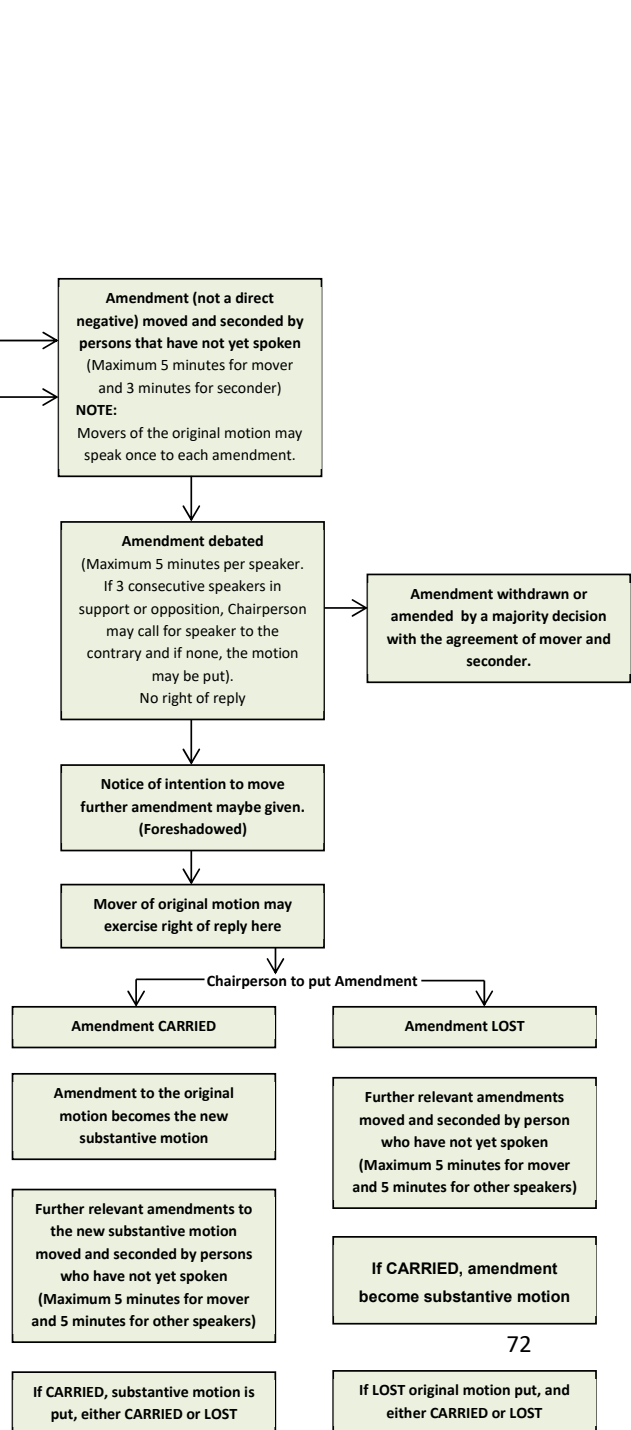 Amendment (not a direct
negative) moved and seconded by
persons that have not yet spoken
(Maximum 5 minutes for mover
and 3 minutes for seconder)
NOTE:
Movers of the original motion may
speak once to each amendment.
Amendment debated
(Maximum 5 minutes per speaker.
If 3 consecutive speakers in
support or opposition, Chairperson
may call for speaker to the
contrary and if none, the motion
may be put).
No right of reply
Amendment withdrawn or
amended by a majority decision
with the agreement of mover and
seconder.
Notice of intention to move
further amendment maybe given.
(Foreshadowed)
Mover of original motion may
exercise right of reply here
Chairperson to put Amendment
Amendment CARRIED
Amendment to the original
motion becomes the new
substantive motion
Further relevant amendments to
the new substantive motion
moved and seconded by persons
who have not yet spoken
(Maximum 5 minutes for mover
and 5 minutes for other speakers)
If CARRIED, substantive motion is
put, either CARRIED or LOST
Amendment LOST
Further relevant amendments
moved and seconded by person
who have not yet spoken
(Maximum 5 minutes for mover
and 5 minutes for other speakers)
If CARRIED, amendment
become substantive motion
72
If LOST original motion put, and
either CARRIED or LOST